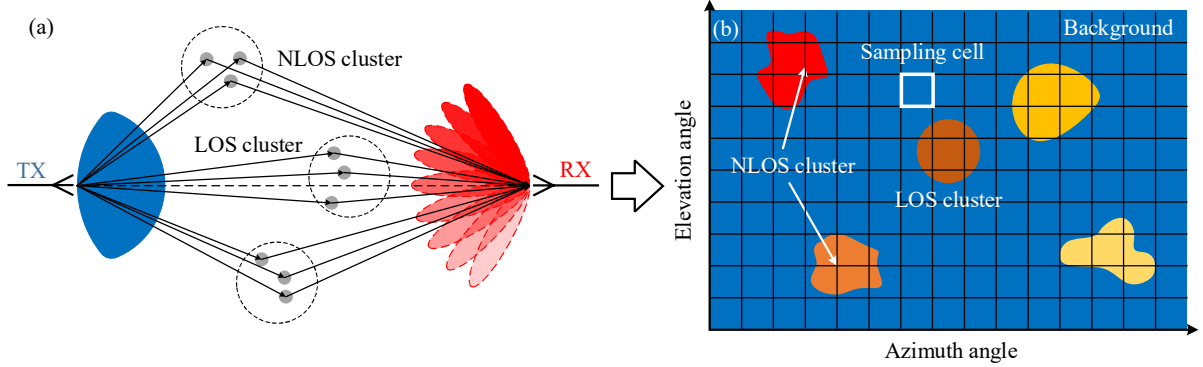 (a)
NLOS cluster
LOS cluster
TX
RX
(b)
Background
Sampling cell
NLOS cluster
LOS cluster
Elevation angle
Azimuth angle